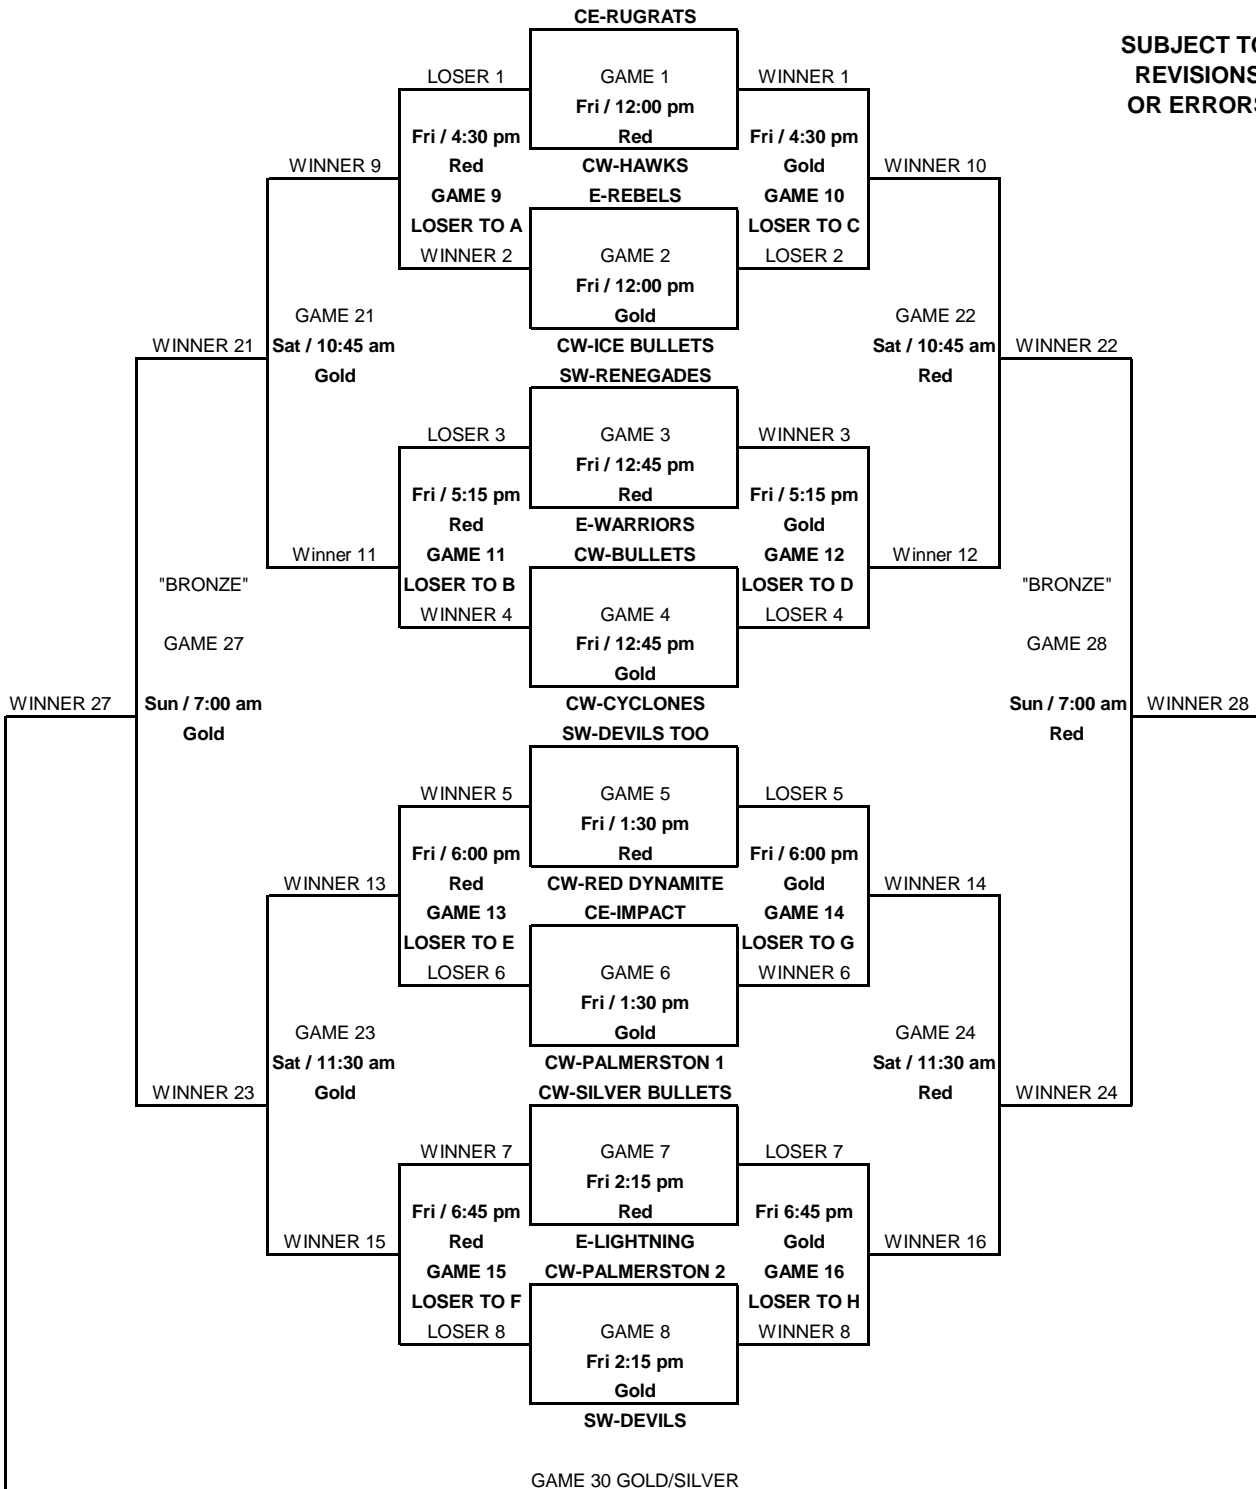 CE-RUGRATS
SUBJECT TO
REVISIONS
OR ERRORS
LOSER 1
GAME 1
WINNER 1
Fri / 12:00 pm
Fri / 4:30 pm
Red
Fri / 4:30 pm
WINNER 9
Red
CW-HAWKS
Gold
WINNER 10
GAME 9
E-REBELS
GAME 10
LOSER TO A
LOSER TO C
WINNER 2
GAME 2
LOSER 2
Fri / 12:00 pm
GAME 21
Gold
GAME 22
WINNER 21
Sat / 10:45 am
CW-ICE BULLETS
Sat / 10:45 am
WINNER 22
Gold
SW-RENEGADES
Red
LOSER 3
GAME 3
WINNER 3
Fri / 12:45 pm
Fri / 5:15 pm
Red
Fri / 5:15 pm
Red
E-WARRIORS
Gold
Winner 11
GAME 11
CW-BULLETS
GAME 12
Winner 12
"BRONZE"
LOSER TO B
LOSER TO D
"BRONZE"
WINNER 4
GAME 4
LOSER 4
GAME 27
Fri / 12:45 pm
GAME 28
Gold
WINNER 27
Sun / 7:00 am
CW-CYCLONES
Sun / 7:00 am
WINNER 28
Gold
SW-DEVILS TOO
Red
WINNER 5
GAME 5
LOSER 5
Fri / 1:30 pm
Fri / 6:00 pm
Red
Fri / 6:00 pm
WINNER 13
Red
CW-RED DYNAMITE
Gold
WINNER 14
GAME 13
CE-IMPACT
GAME 14
LOSER TO E
LOSER TO G
LOSER 6
GAME 6
WINNER 6
Fri / 1:30 pm
GAME 23
Gold
GAME 24
Sat / 11:30 am
CW-PALMERSTON 1
Sat / 11:30 am
WINNER 23
Gold
CW-SILVER BULLETS
Red
WINNER 24
WINNER 7
GAME 7
LOSER 7
Fri 2:15 pm
Fri / 6:45 pm
Red
Fri 6:45 pm
WINNER 15
Red
E-LIGHTNING
Gold
WINNER 16
GAME 15
CW-PALMERSTON 2
GAME 16
LOSER TO F
LOSER TO H
LOSER 8
GAME 8
WINNER 8
Fri 2:15 pm
Gold
SW-DEVILS
GAME 30 GOLD/SILVER